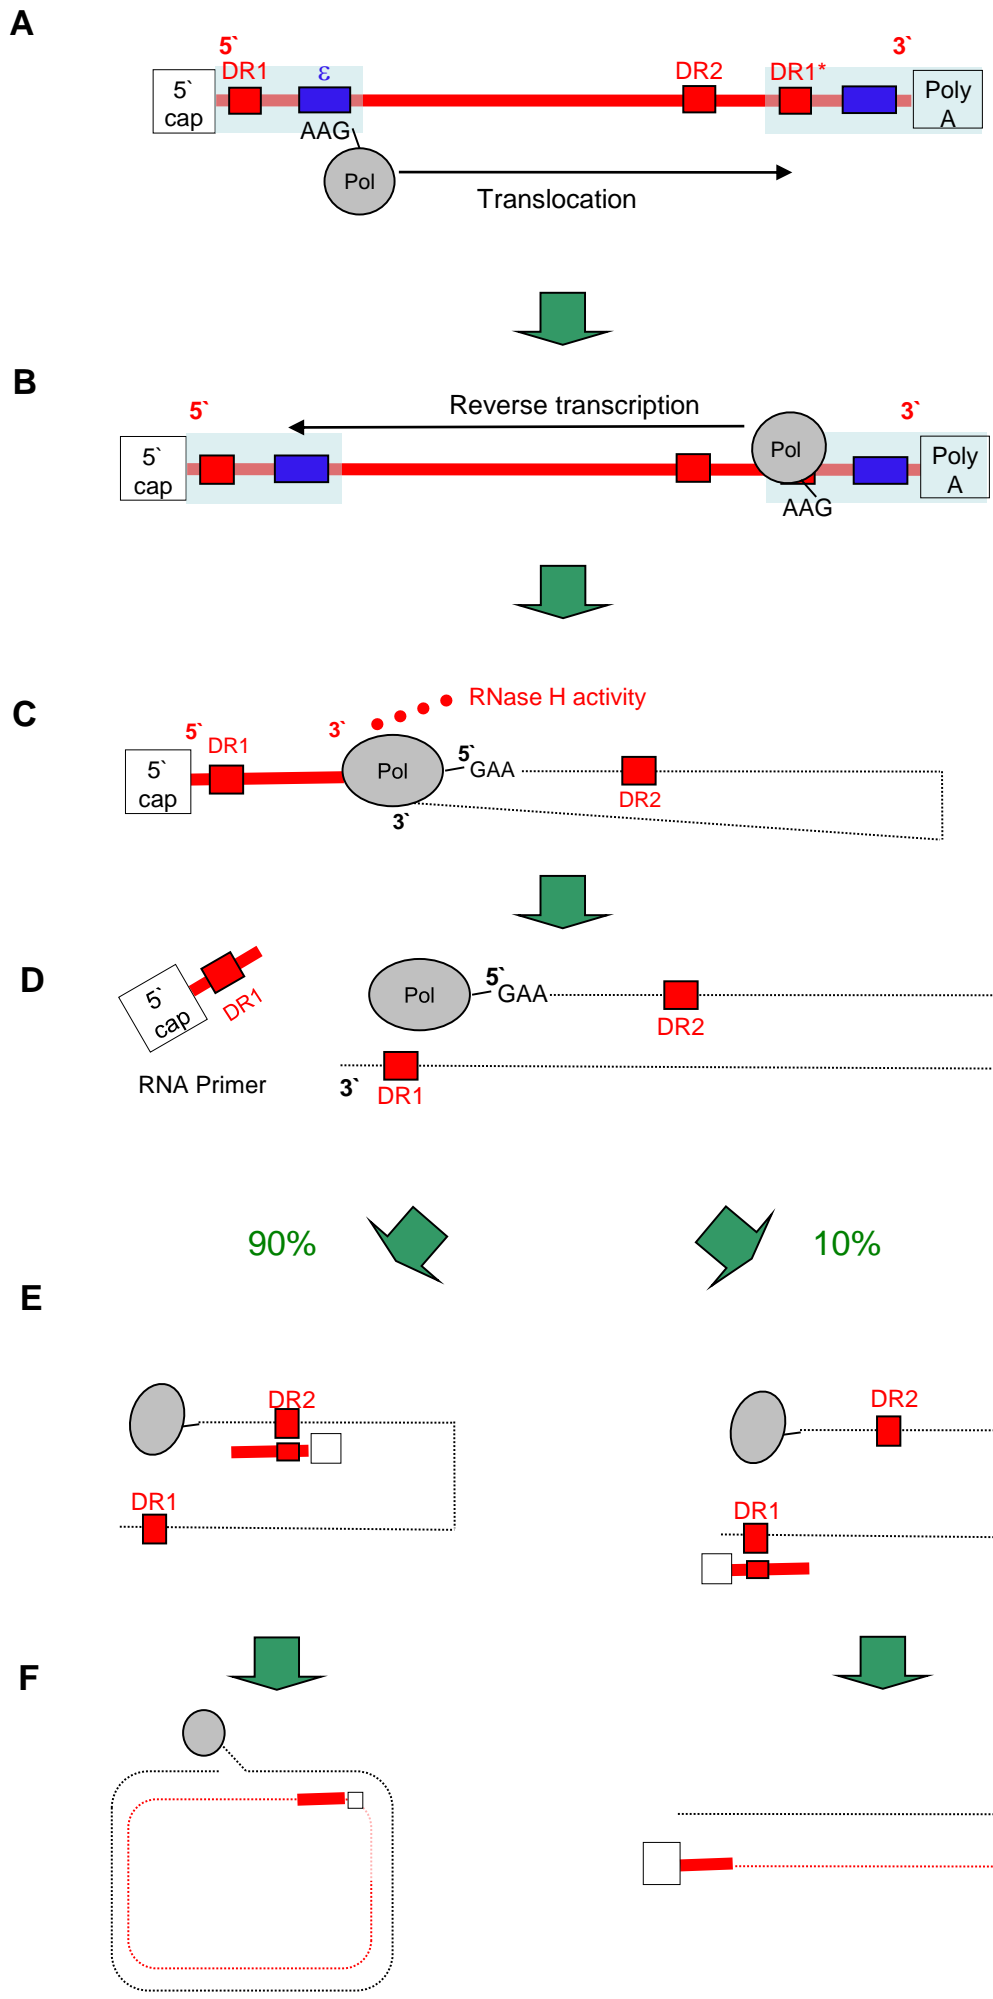 A
5` 3`
DR1 ε DR2 DR1*
5`
cap
Poly
A
AAG
Pol
Translocation
B
Reverse transcription
5` 3`
5`
cap
Pol
Poly
A
AAG
C
RNase H activity
5` DR1 3`
5`
cap
Pol
5`
GAA
DR2
3`
D
5`
cap
DR1
RNA Primer
Pol
5`
GAA
DR2
3` DR1
90% 10%
E
DR2 DR2
DR1 DR1
F